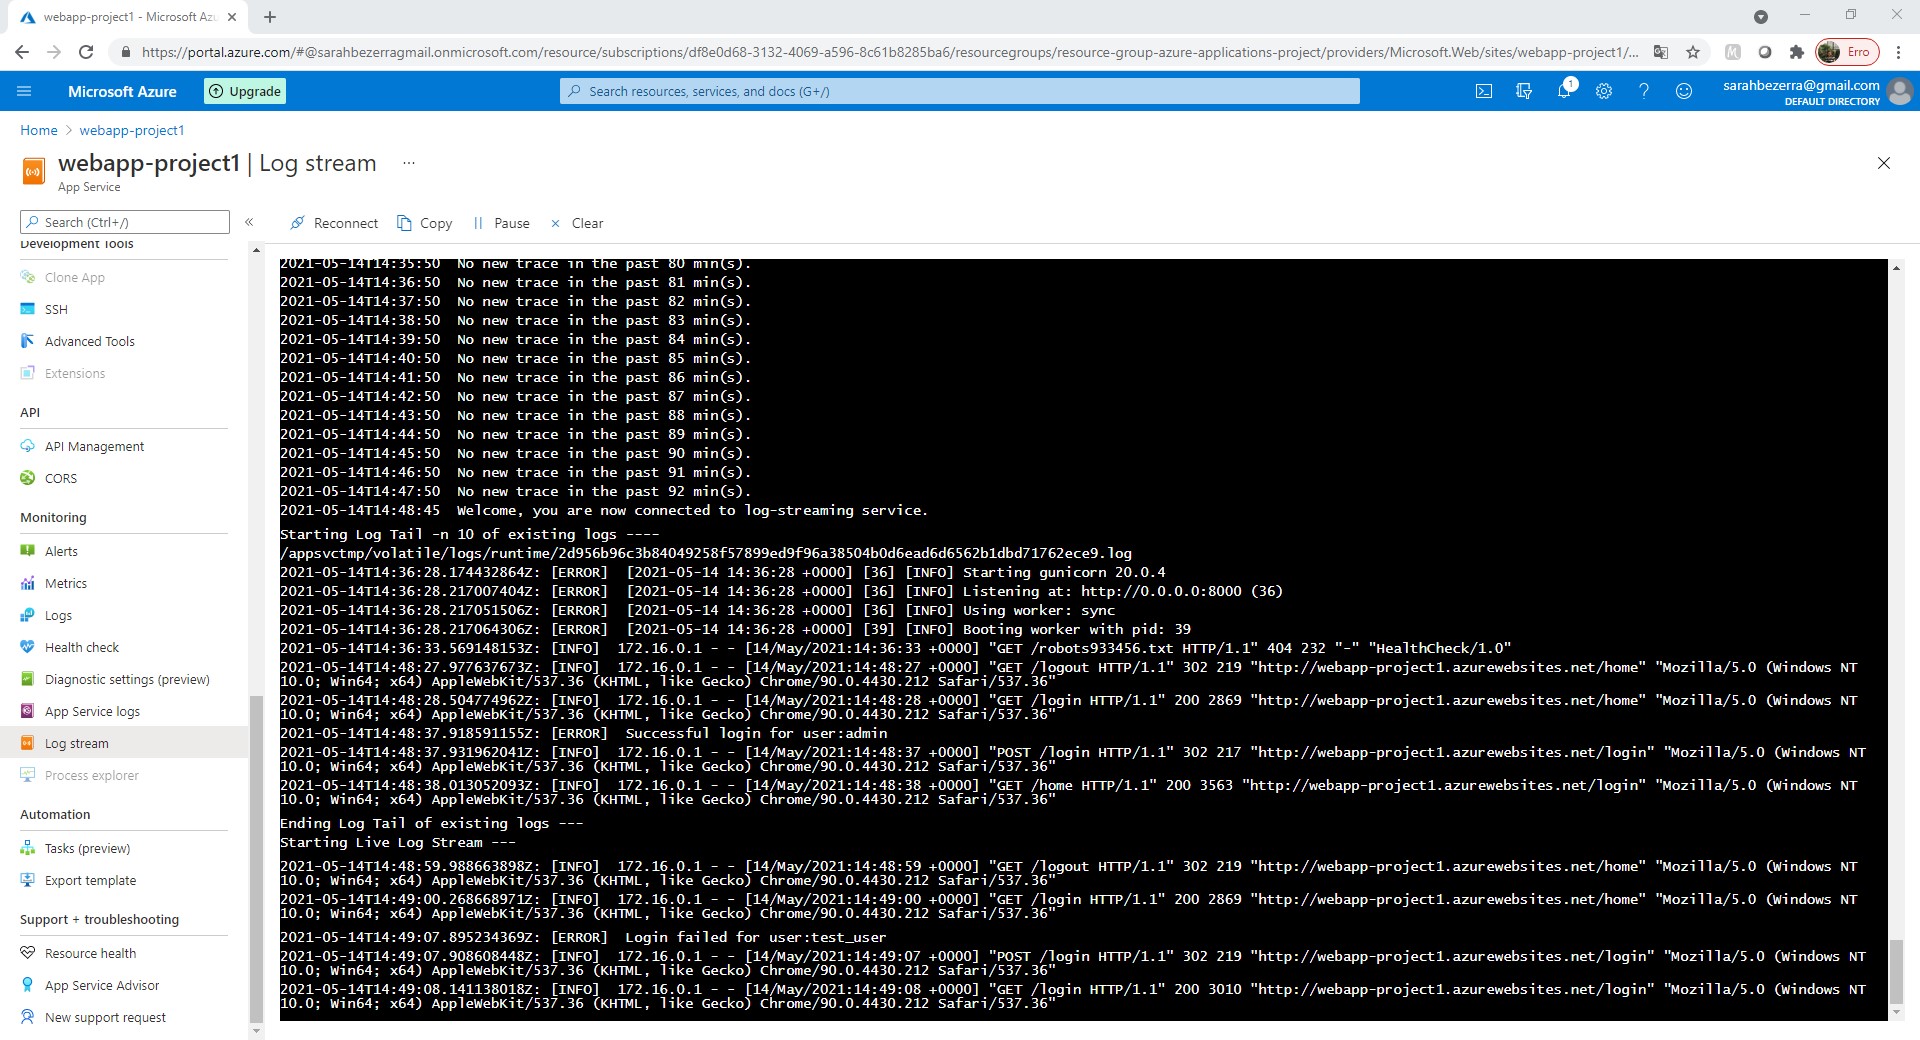 webapp-project1 - Microsoft Azu
https://portal.azure.com/#@sarahbezerragmail.onmicrosoft.com/resource/subscriptions/df8e0d68-3132-4069-a596-8c61b8285ba6/resourcegroups/resource-group-azure-applications-project/providers/Microsoft.Web/sites/webapp-project1/...
Erro
Microsoft Azure
Upgrade
Search resources, services, and docs (G+/)
1
sarahbezerra@gmail.com
DEFAULT DIRECTORY
Home > webapp-project1
webapp-project1 | Log stream ...
App Service
Search (Ctrl+/)
«
Reconnect
Copy
Pause
Clear
Development Tools
Clone App
SSH
Advanced Tools
Extensions
API
API Management
CORS
Monitoring
Alerts
Metrics
Logs
Health check
Diagnostic settings (preview)
App Service logs
Log stream
Process explorer
Automation
Tasks (preview)
Export template
Support + troubleshooting
Resource health
App Service Advisor
New support request
2021-05-14T14:35:50  No new trace in the past 80 min(s).
2021-05-14T14:36:50  No new trace in the past 81 min(s).
2021-05-14T14:37:50  No new trace in the past 82 min(s).
2021-05-14T14:38:50  No new trace in the past 83 min(s).
2021-05-14T14:39:50  No new trace in the past 84 min(s).
2021-05-14T14:40:50  No new trace in the past 85 min(s).
2021-05-14T14:41:50  No new trace in the past 86 min(s).
2021-05-14T14:42:50  No new trace in the past 87 min(s).
2021-05-14T14:43:50  No new trace in the past 88 min(s).
2021-05-14T14:44:50  No new trace in the past 89 min(s).
2021-05-14T14:45:50  No new trace in the past 90 min(s).
2021-05-14T14:46:50  No new trace in the past 91 min(s).
2021-05-14T14:47:50  No new trace in the past 92 min(s).
2021-05-14T14:48:45  Welcome, you are now connected to log-streaming service.
Starting Log Tail -n 10 of existing logs ----
/appsvctmp/volatile/logs/runtime/2d956b96c3b84049258f57899ed9f96a38504b0d6ead6d6562b1dbd71762ece9.log
2021-05-14T14:36:28.174432864Z: [ERROR]  [2021-05-14 14:36:28 +0000] [36] [INFO] Starting gunicorn 20.0.4
2021-05-14T14:36:28.217007404Z: [ERROR]  [2021-05-14 14:36:28 +0000] [36] [INFO] Listening at: http://0.0.0.0:8000 (36)
2021-05-14T14:36:28.217051506Z: [ERROR]  [2021-05-14 14:36:28 +0000] [36] [INFO] Using worker: sync
2021-05-14T14:36:28.217064306Z: [ERROR]  [2021-05-14 14:36:28 +0000] [39] [INFO] Booting worker with pid: 39
2021-05-14T14:36:33.569148153Z: [INFO]  172.16.0.1 - - [14/May/2021:14:36:33 +0000] "GET /robots933456.txt HTTP/1.1" 404 232 "-" "HealthCheck/1.0"
2021-05-14T14:48:27.977637673Z: [INFO]  172.16.0.1 - - [14/May/2021:14:48:27 +0000] "GET /logout HTTP/1.1" 302 219 "http://webapp-project1.azurewebsites.net/home" "Mozilla/5.0 (Windows NT
10.0; Win64; x64) AppleWebKit/537.36 (KHTML, like Gecko) Chrome/90.0.4430.212 Safari/537.36"
2021-05-14T14:48:28.504774962Z: [INFO]  172.16.0.1 - - [14/May/2021:14:48:28 +0000] "GET /login HTTP/1.1" 200 2869 "http://webapp-project1.azurewebsites.net/home" "Mozilla/5.0 (Windows NT
10.0; Win64; x64) AppleWebKit/537.36 (KHTML, like Gecko) Chrome/90.0.4430.212 Safari/537.36"
2021-05-14T14:48:37.918591155Z: [ERROR]  Successful login for user:admin
2021-05-14T14:48:37.931962041Z: [INFO]  172.16.0.1 - - [14/May/2021:14:48:37 +0000] "POST /login HTTP/1.1" 302 217 "http://webapp-project1.azurewebsites.net/login" "Mozilla/5.0 (Windows NT
10.0; Win64; x64) AppleWebKit/537.36 (KHTML, like Gecko) Chrome/90.0.4430.212 Safari/537.36"
2021-05-14T14:48:38.013052093Z: [INFO]  172.16.0.1 - - [14/May/2021:14:48:38 +0000] "GET /home HTTP/1.1" 200 3563 "http://webapp-project1.azurewebsites.net/login" "Mozilla/5.0 (Windows NT
10.0; Win64; x64) AppleWebKit/537.36 (KHTML, like Gecko) Chrome/90.0.4430.212 Safari/537.36"
Ending Log Tail of existing logs ---
Starting Live Log Stream ---
2021-05-14T14:48:59.988663898Z: [INFO]  172.16.0.1 - - [14/May/2021:14:48:59 +0000] "GET /logout HTTP/1.1" 302 219 "http://webapp-project1.azurewebsites.net/home" "Mozilla/5.0 (Windows NT
10.0; Win64; x64) AppleWebKit/537.36 (KHTML, like Gecko) Chrome/90.0.4430.212 Safari/537.36"
2021-05-14T14:49:00.268668971Z: [INFO]  172.16.0.1 - - [14/May/2021:14:49:00 +0000] "GET /login HTTP/1.1" 200 2869 "http://webapp-project1.azurewebsites.net/home" "Mozilla/5.0 (Windows NT
10.0; Win64; x64) AppleWebKit/537.36 (KHTML, like Gecko) Chrome/90.0.4430.212 Safari/537.36"
2021-05-14T14:49:07.895234369Z: [ERROR]  Login failed for user:test_user
2021-05-14T14:49:07.908608448Z: [INFO]  172.16.0.1 - - [14/May/2021:14:49:07 +0000] "POST /login HTTP/1.1" 302 219 "http://webapp-project1.azurewebsites.net/login" "Mozilla/5.0 (Windows NT
10.0; Win64; x64) AppleWebKit/537.36 (KHTML, like Gecko) Chrome/90.0.4430.212 Safari/537.36"
2021-05-14T14:49:08.141138018Z: [INFO]  172.16.0.1 - - [14/May/2021:14:49:08 +0000] "GET /login HTTP/1.1" 200 3010 "http://webapp-project1.azurewebsites.net/login" "Mozilla/5.0 (Windows NT
10.0; Win64; x64) AppleWebKit/537.36 (KHTML, like Gecko) Chrome/90.0.4430.212 Safari/537.36"